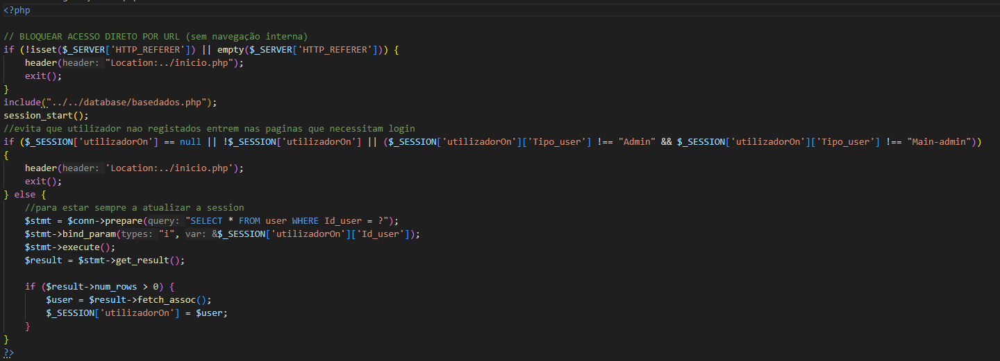 <?php
// BLOQUEAR ACESSO DIRETO POR URL (sem navegação interna)
if (!isset($_SERVER['HTTP_REFERER']) || empty($_SERVER['HTTP_REFERER'])) {
    header(header: "Location:../inicio.php");
    exit();
}
include("../../database/basedados.php");
session_start();
//evita que utilizador nao registados entrem nas paginas que necessitam login
if ($_SESSION['utilizadorOn'] == null || !$_SESSION['utilizadorOn'] || ($_SESSION['utilizadorOn']['Tipo_user'] !== "Admin" && $_SESSION['utilizadorOn']['Tipo_user'] !== "Main-admin"))
{
    header(header: 'Location:../inicio.php');
    exit();
} else {
    //para estar sempre a atualizar a session
    $stmt = $conn->prepare(query: "SELECT * FROM user WHERE Id_user = ?");
    $stmt->bind_param(types: "i", var: &$_SESSION['utilizadorOn']['Id_user']);
    $stmt->execute();
    $result = $stmt->get_result();
    if ($result->num_rows > 0) {
        $user = $result->fetch_assoc();
        $_SESSION['utilizadorOn'] = $user;
    }
}
?>